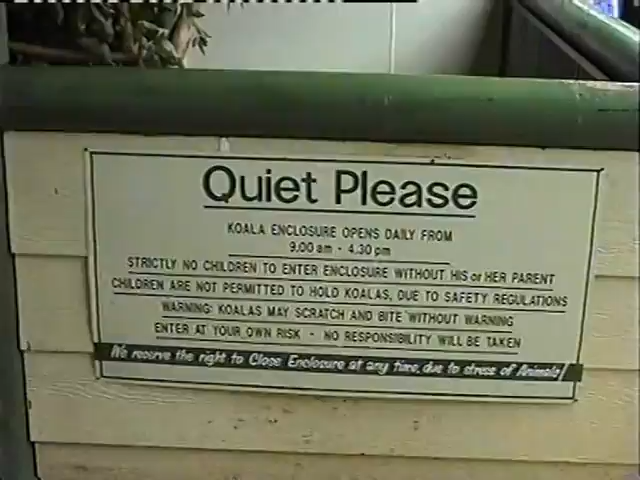 Quiet Please
KOALA ENCLOSURE OPENS DAILY FROM
9.00 am - 4.30 pm
STRICTLY NO CHILDREN TO ENTER ENCLOSURE WITHOUT HIS or HER PARENT
CHILDREN ARE NOT PERMITTED TO HOLD KOALAS, DUE TO SAFETY REGULATIONS
WARNING: KOALAS MAY SCRATCH AND BITE WITHOUT WARNING
ENTER AT YOUR OWN RISK - NO RESPONSIBILITY WILL BE TAKEN
We reserve the right to Close Enclosure at any time, due to stress of Animals!